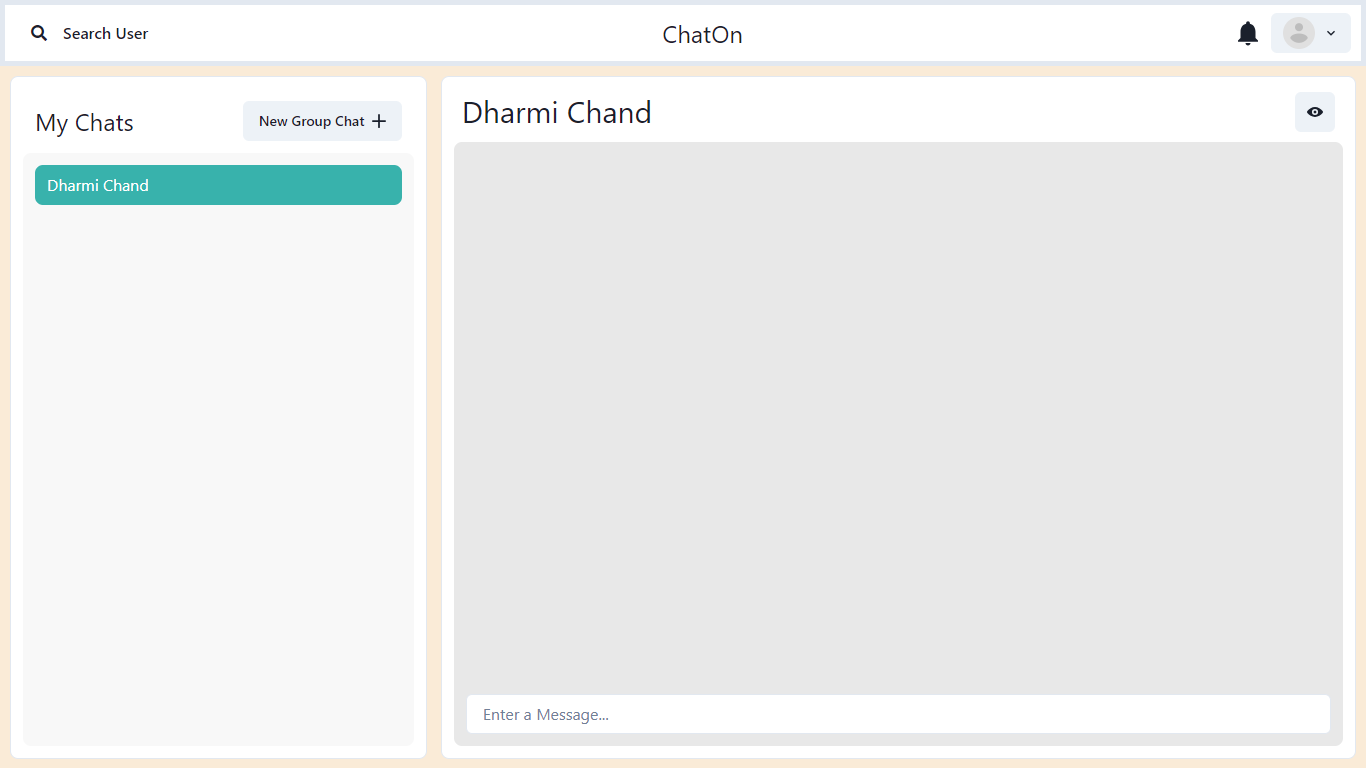 Search User
ChatOn
My Chats
New Group Chat
Dharmi Chand
Dharmi Chand
Enter a Message...